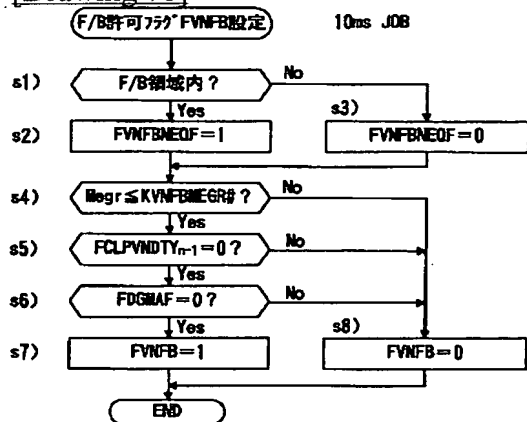 F/B許可ﾌﾗｸﾞFVNFB設定
10ms JOB
s1)
F/B領域内?
No
Yes
s2)
FVNFBNEQF=1
s3)
FVNFBNEQF=0
s4)
Megr≦KVNFBMEGR#?
No
Yes
s5)
FCLPVNDTYn-1=0?
No
Yes
s6)
FDGMAF=0?
No
Yes
s7)
FVNFB=1
s8)
FVNFB=0
END